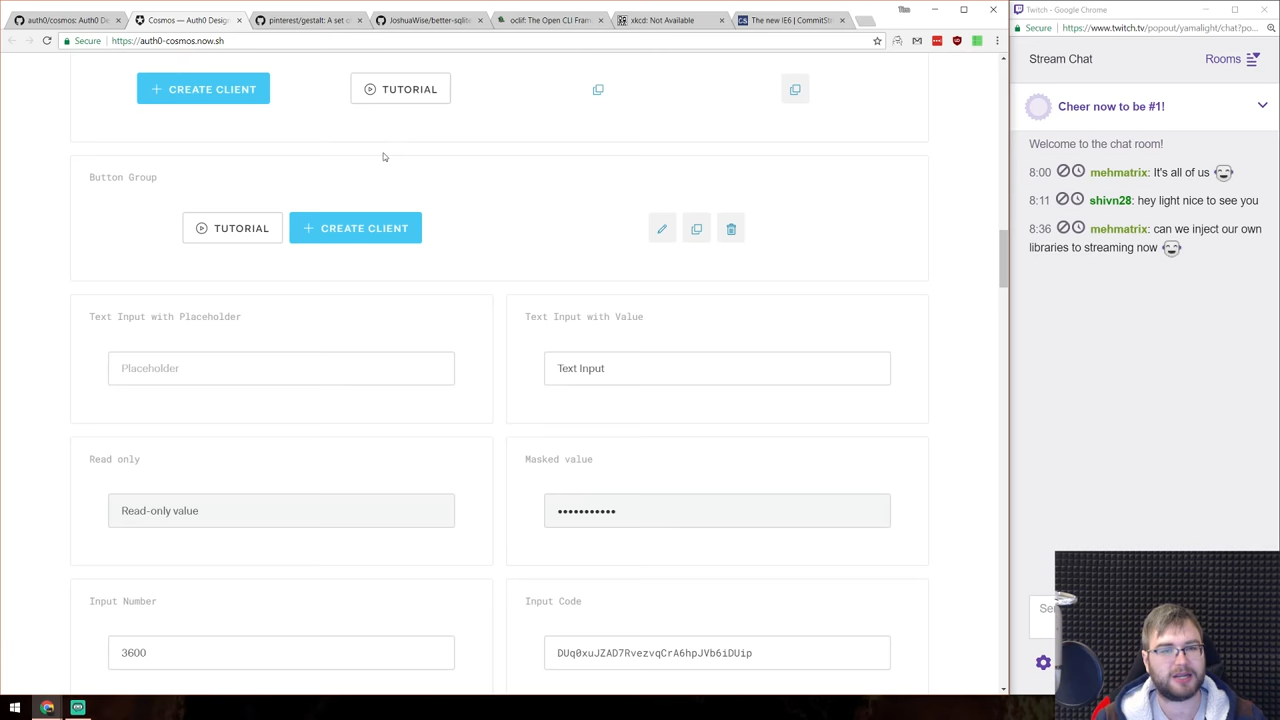 auth0/cosmos: Auth0 D
Cosmos — Auth0 Design
pinterest/gestalt: A set o
JoshuaWise/better-sqlite
oclif: The Open CLI Fram
xkcd: Not Available
The new IE6 | CommitStr
Secure
https://auth0-cosmos.now.sh
CREATE CLIENT
TUTORIAL
Button Group
TUTORIAL
CREATE CLIENT
Text Input with Placeholder
Text Input with Value
Placeholder
Text Input
Read only
Masked value
Read-only value
•••••••••••
Input Number
Input Code
3600
DUq0xuJZAD7RvezvqCrA6hpJVb6iDUip
Twitch - Google Chrome
Secure
https://www.twitch.tv/popout/yamalight/chat?po...
Stream Chat
Rooms
Cheer now to be #1!
Welcome to the chat room!
8:00 mehmatrix: It's all of us
8:11 shivn28: hey light nice to see you
8:36 mehmatrix: can we inject our own
libraries to streaming now
Se